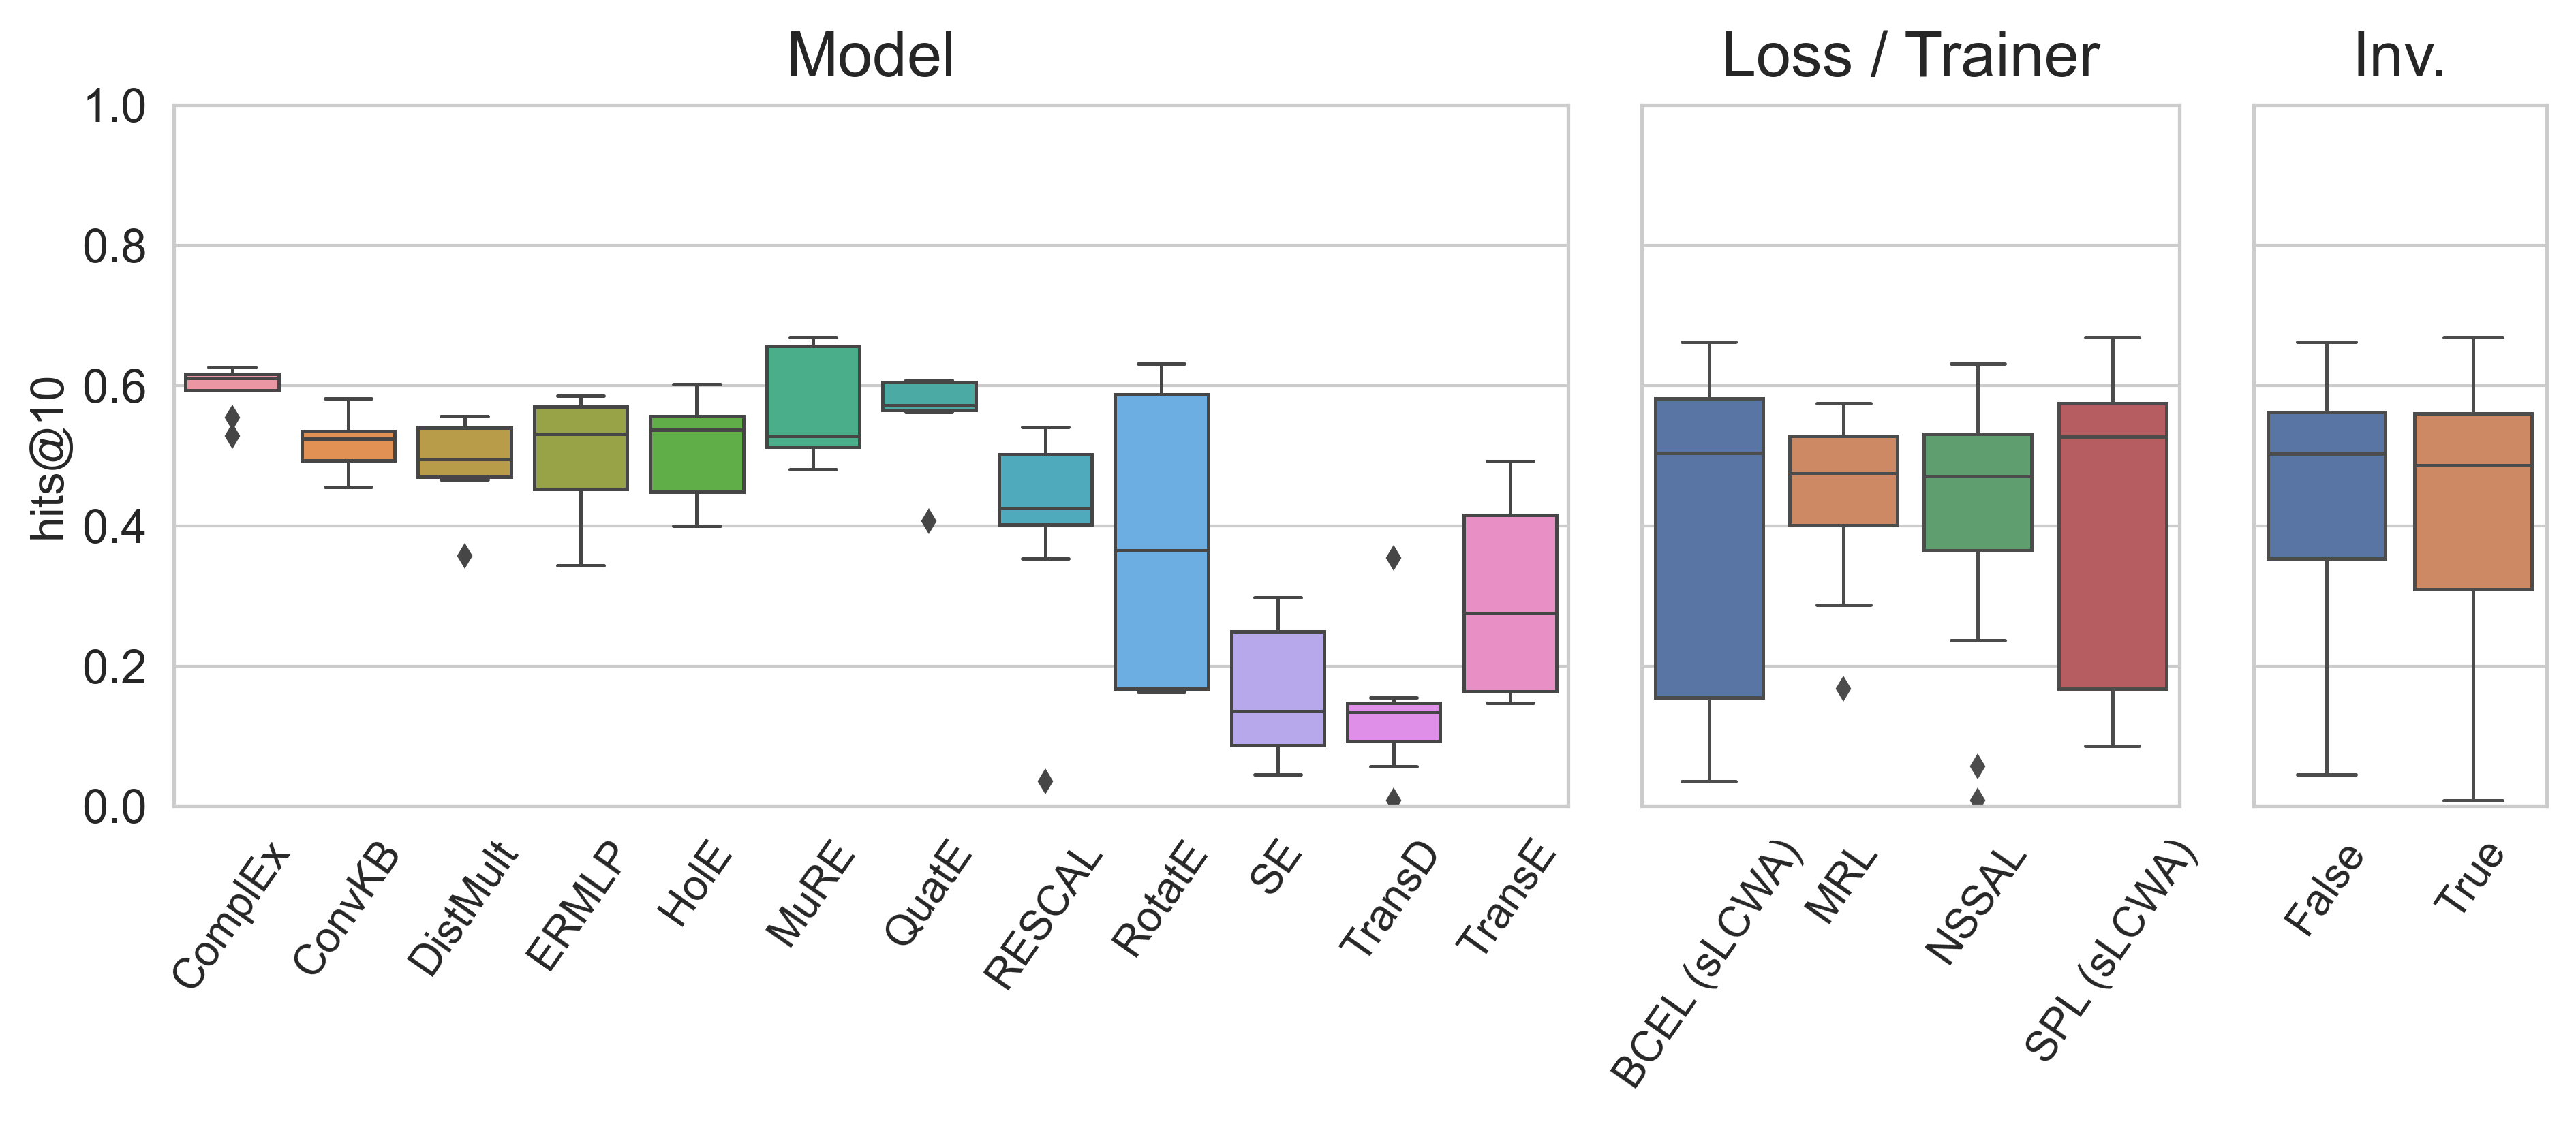 Model
Loss / Trainer
Inv.
hits@10
1.0
0.8
0.6
0.4
0.2
0.0
ComplEx
ConvKB
DistMult
ERMLP
HolE
MuRE
QuatE
RESCAL
RotatE
SE
TransD
TransE
BCEL (sLCWA)
MRL
NSSAL
SPL (sLCWA)
False
True